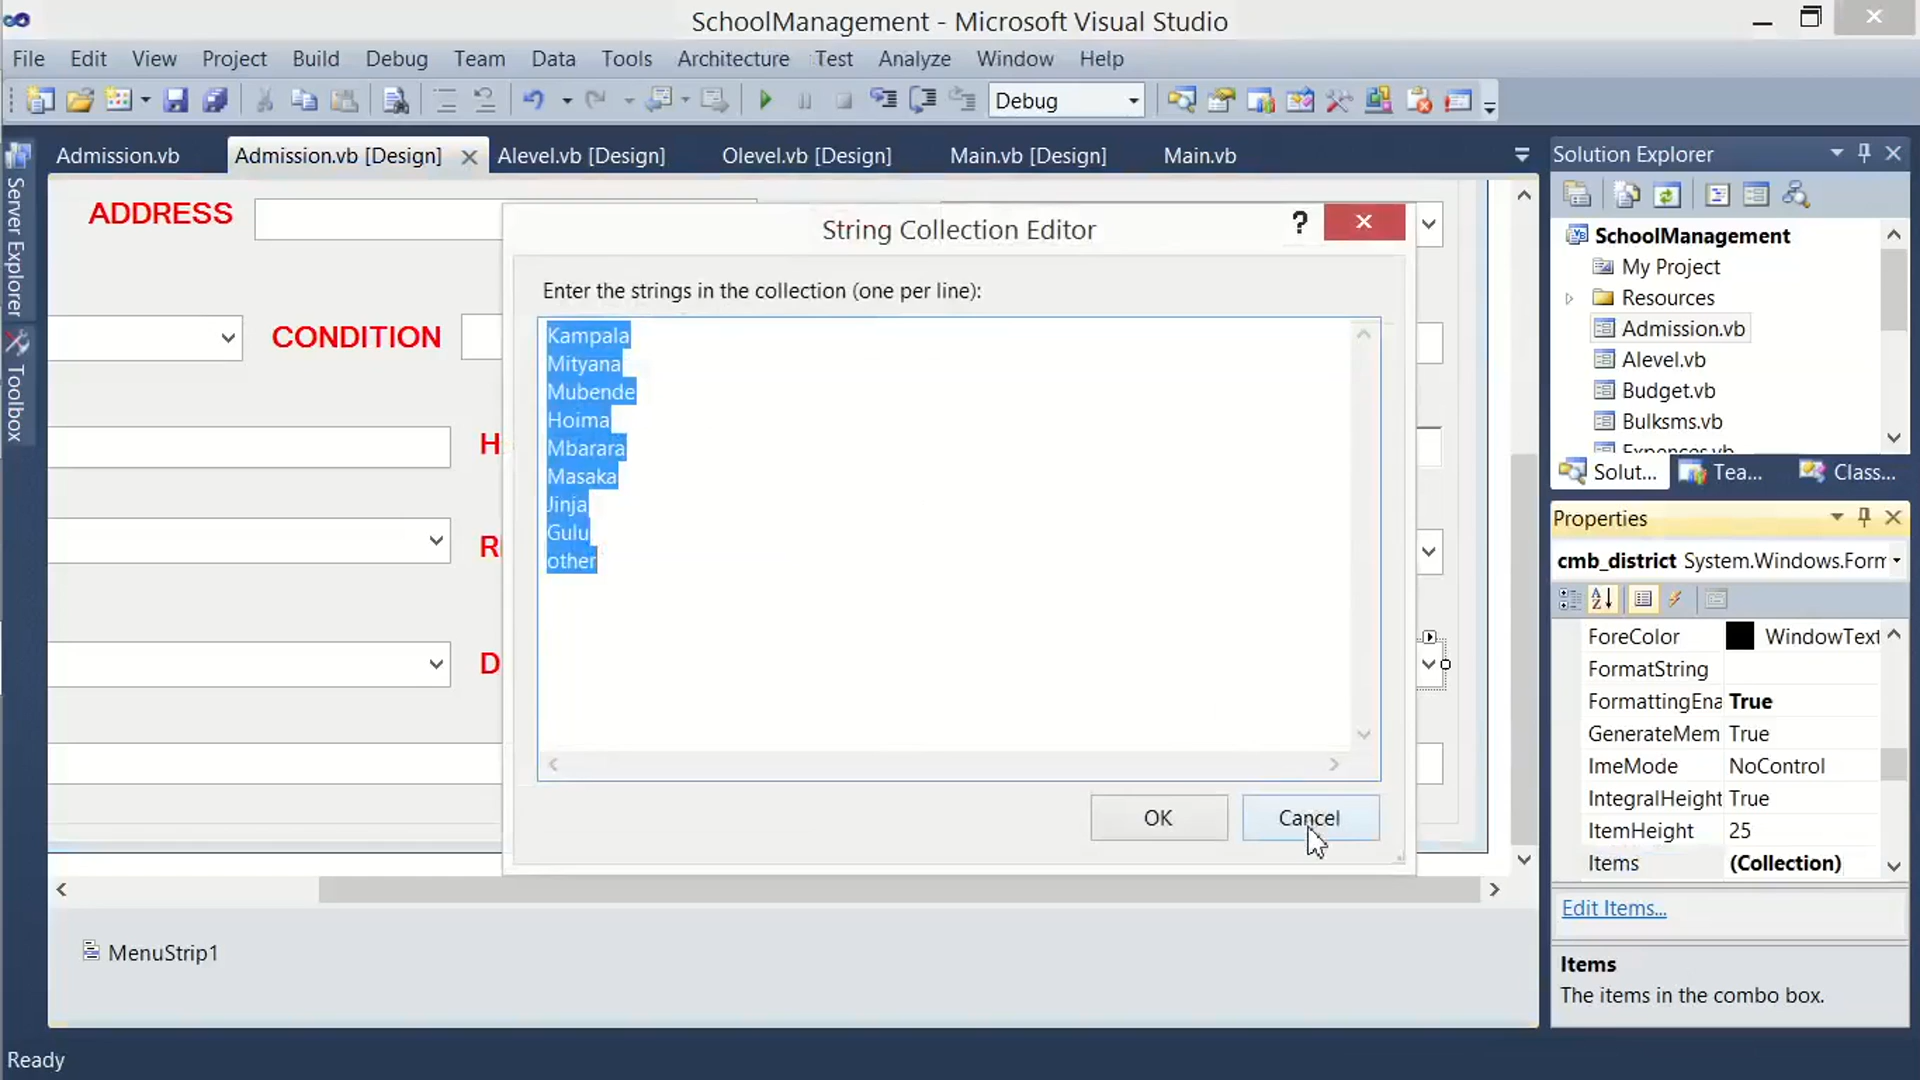 SchoolManagement - Microsoft Visual Studio
File Edit View Project Build Debug Team Data Tools Architecture Test Analyze Window Help
Debug
Admission.vb Admission.vb [Design] Alevel.vb [Design] Olevel.vb [Design] Main.vb [Design] Main.vb
Server Explorer
Toolbox
ADDRESS
CONDITION
H
R
D
String Collection Editor
?
Enter the strings in the collection (one per line):
Kampala
Mityana
Mubende
Hoima
Mbarara
Masaka
Jinja
Gulu
other
OK Cancel
MenuStrip1
Solution Explorer
SchoolManagement
My Project
Resources
Admission.vb
Alevel.vb
Budget.vb
Bulksms.vb
Expences.vb
Solut... Tea... Class...
Properties
cmb_district System.Windows.Form
ForeColor WindowText
FormatString
FormattingEna True
GenerateMem True
ImeMode NoControl
IntegralHeight True
ItemHeight 25
Items (Collection)
Edit Items...
Items
The items in the combo box.
Ready